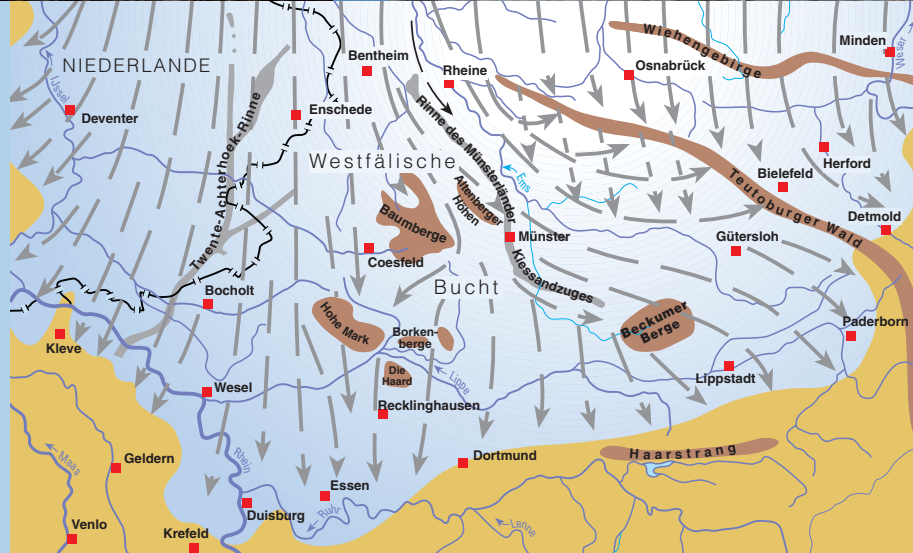 Wiehengebirge
Minden
Weser
Bentheim
NIEDERLANDE
Rheine
Osnabrück
IJssel
Enschede
Deventer
Twente-Achterhoek-Rinne
Rinne des Münsterländer
Kiessandzuges
Westfälische
Herford
Bielefeld
Ems
Teutoburger Wald
Altenberger
Höhen
Baumberge
Detmold
Münster
Gütersloh
Coesfeld
Bucht
Bocholt
Hohe Mark
Borken-
berge
Beckumer
Berge
Paderborn
Kleve
Die
Haard
Lippe
Lippstadt
Wesel
Recklinghausen
Haarstrang
Dortmund
Geldern
Maas
Rhein
Essen
Duisburg
Ruhr
Lenne
Venlo
Krefeld